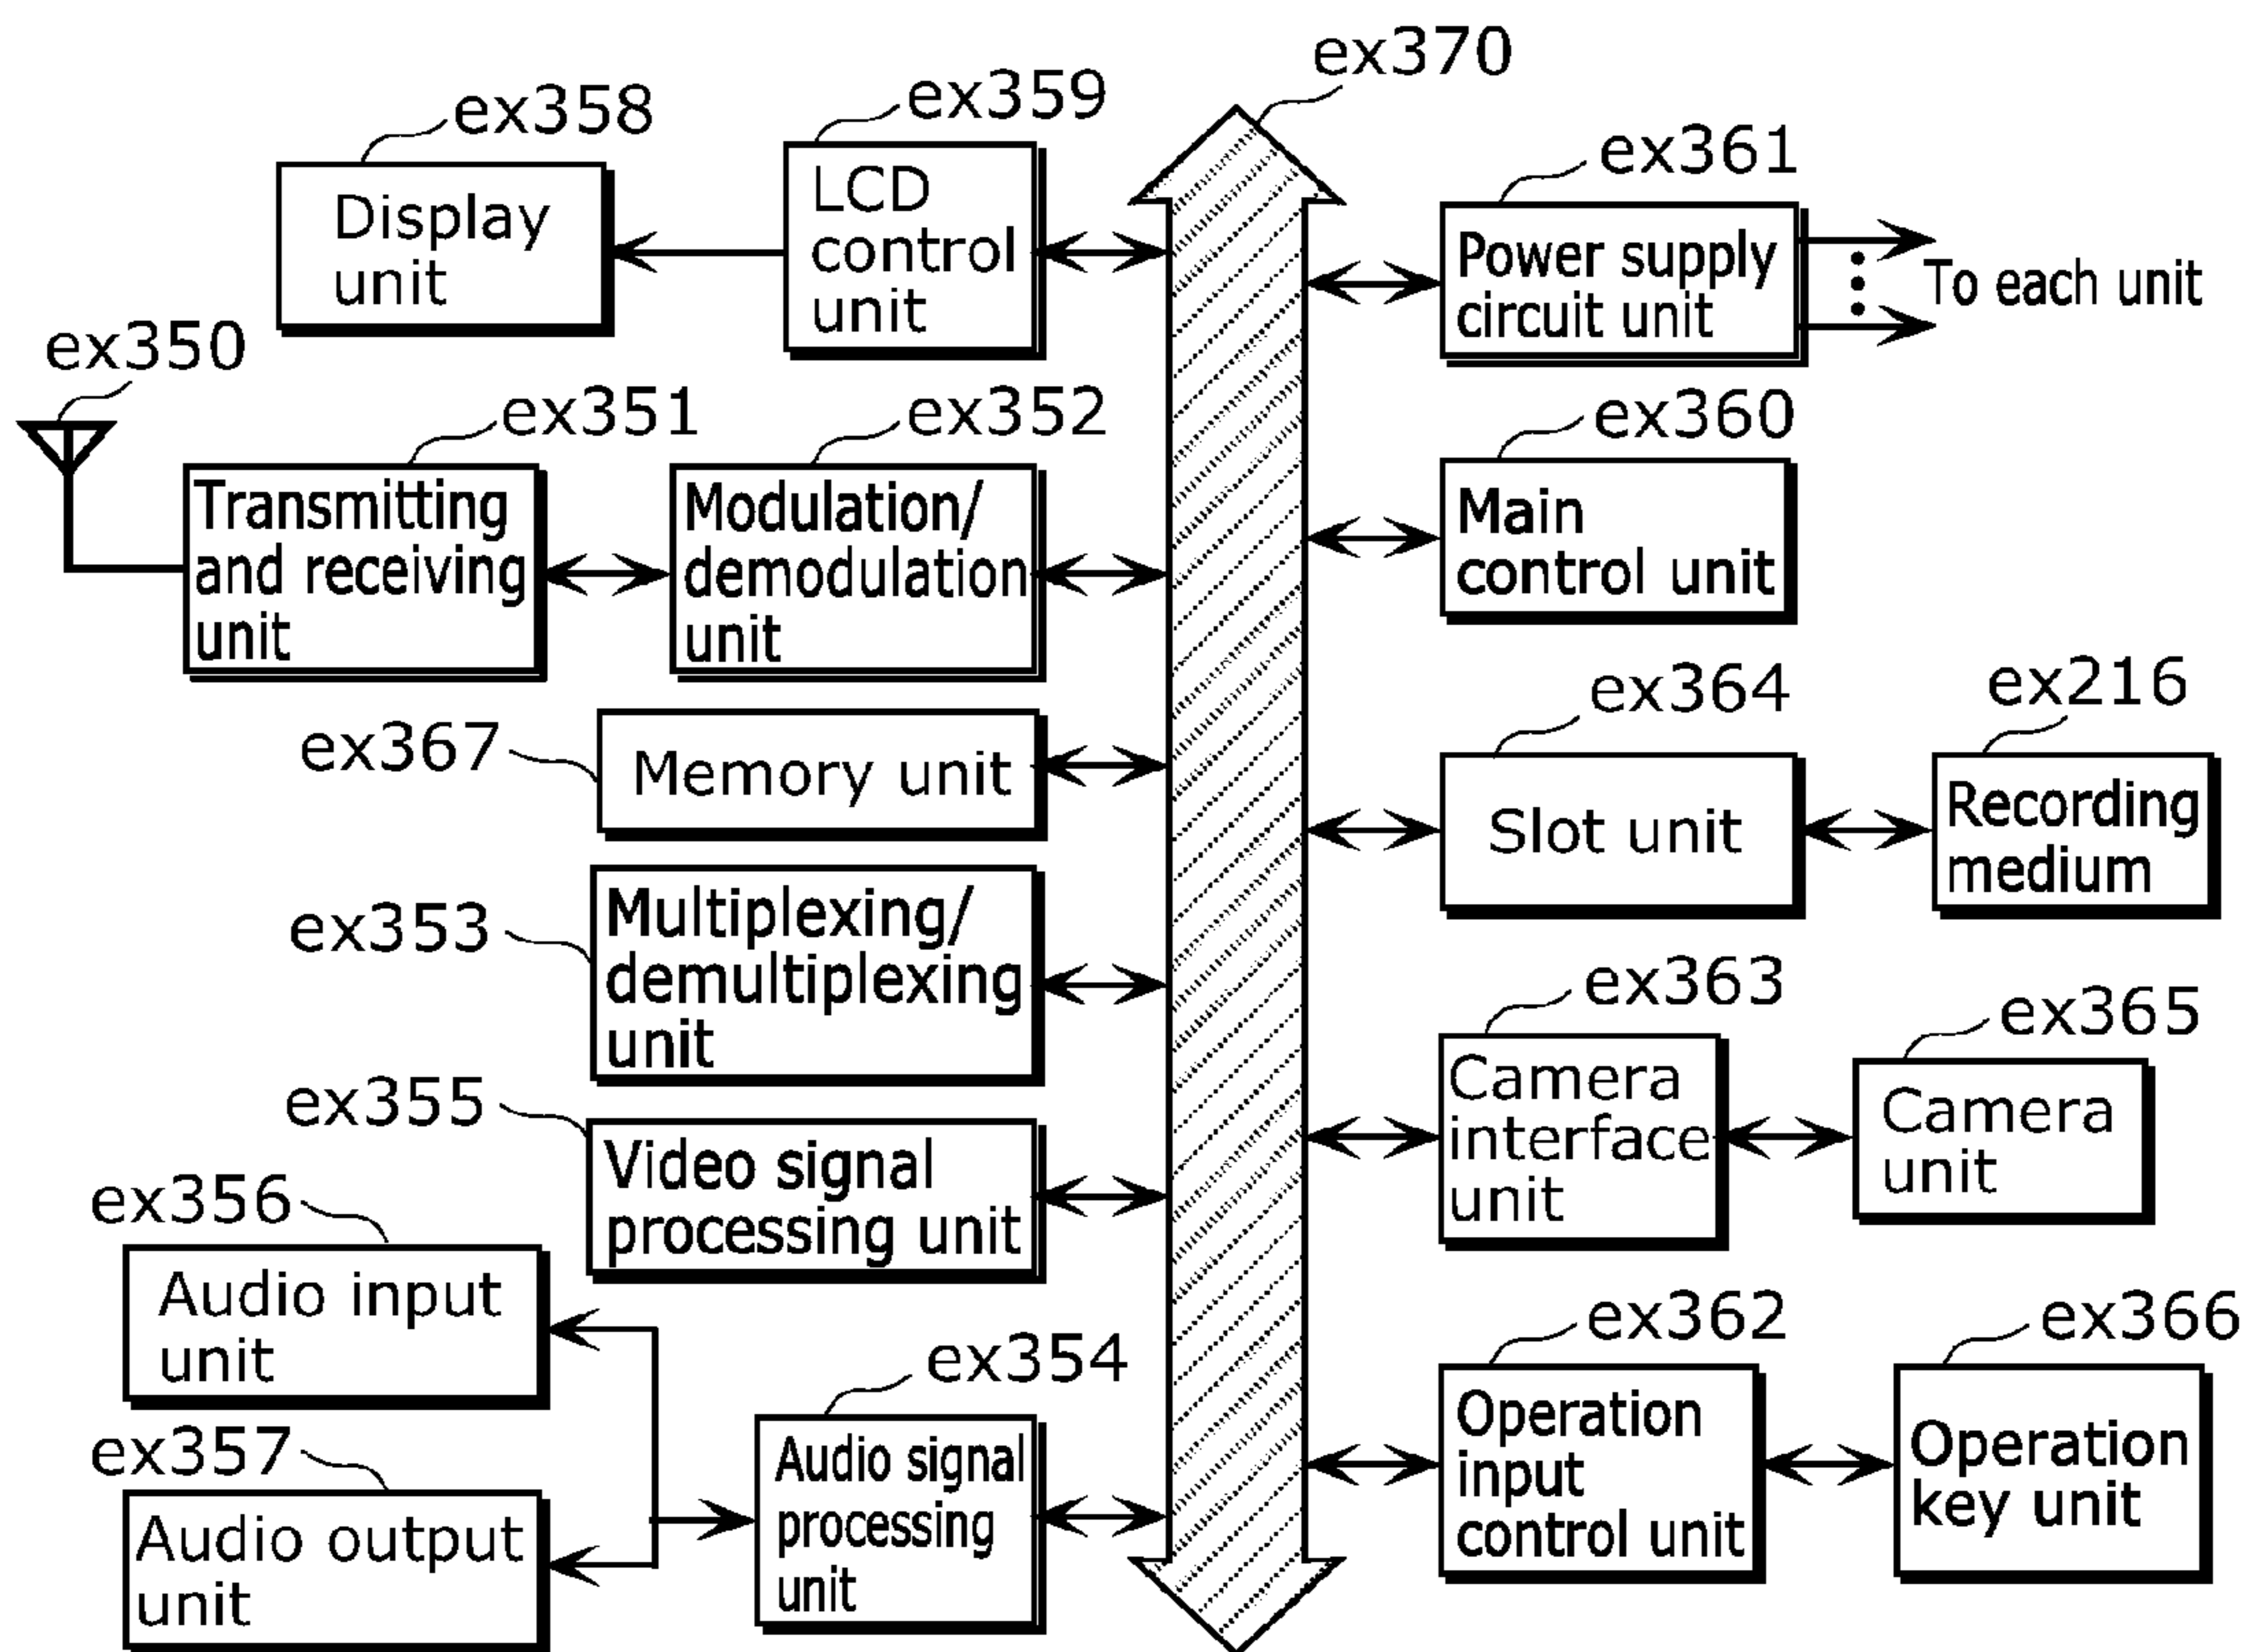 ex370
ex358
ex359
Display
unit
LCD
control
unit
ex361
Power supply
circuit unit
To each unit
ex350
ex351
ex352
Transmitting
and receiving
unit
Modulation/
demodulation
unit
ex360
Main
control unit
ex367
Memory unit
ex364
Slot unit
ex216
Recording
medium
ex353
Multiplexing/
demultiplexing
unit
ex363
Camera
interface
unit
ex365
Camera
unit
ex355
Video signal
processing unit
ex356
Audio input
unit
ex357
Audio output
unit
ex354
Audio signal
processing
unit
ex362
Operation
input
control unit
ex366
Operation
key unit